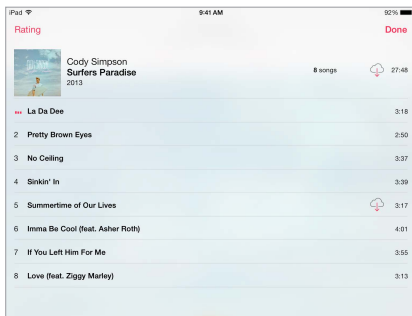 iPad 9:41 AM 92%
Rating Done
Cody Simpson
Surfers Paradise
2013
8 songs 27:48
La Da Dee 3:18
2 Pretty Brown Eyes 2:50
3 No Ceiling 3:37
4 Sinkin' In 3:39
5 Summertime of Our Lives 3:17
6 Imma Be Cool (feat. Asher Roth) 4:01
7 If You Left Him For Me 3:55
8 Love (feat. Ziggy Marley) 3:13